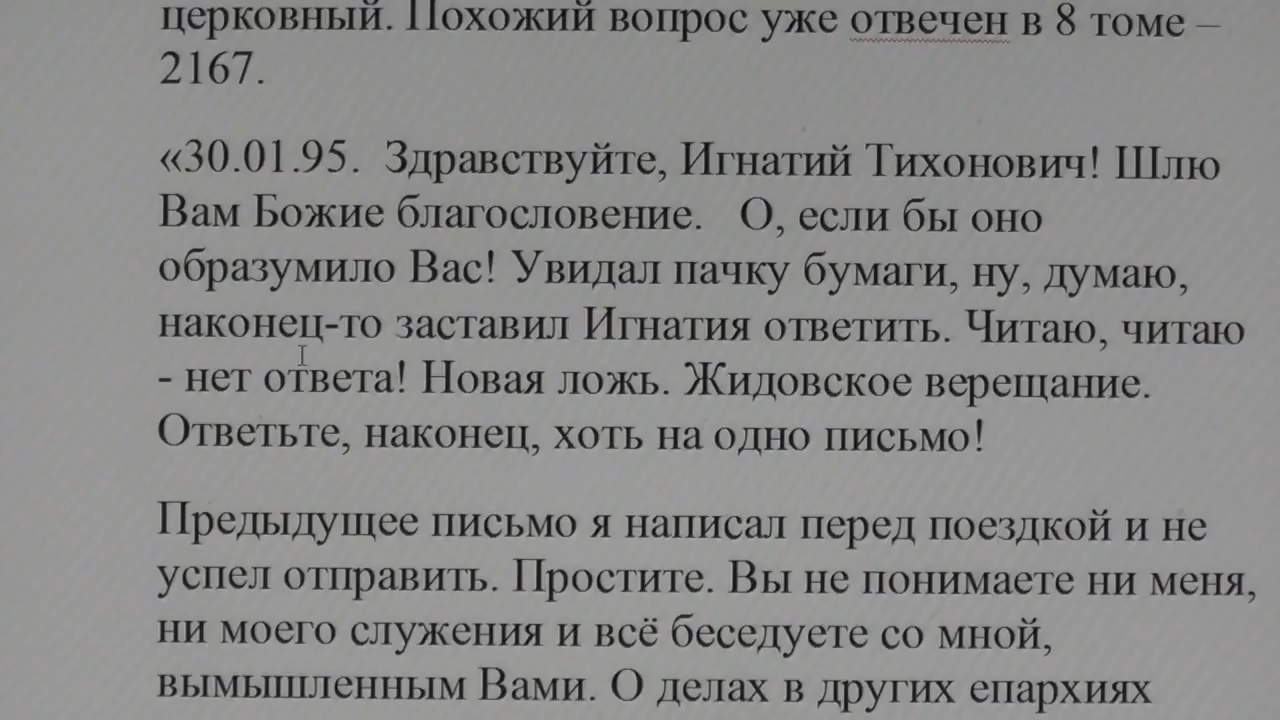 церковный. Похожий вопрос уже отвечен в 8 томе –
2167.
«30.01.95. Здравствуйте, Игнатий Тихонович! Шлю
Вам Божие благословение. О, если бы оно
образумило Вас! Увидал пачку бумаги, ну, думаю,
наконец-то заставил Игнатия ответить. Читаю, читаю
- нет ответа! Новая ложь. Жидовское верещание.
Ответьте, наконец, хоть на одно письмо!
Предыдущее письмо я написал перед поездкой и не
успел отправить. Простите. Вы не понимаете ни меня,
ни моего служения и всё беседуете со мной,
вымышленным Вами. О делах в других епархиях